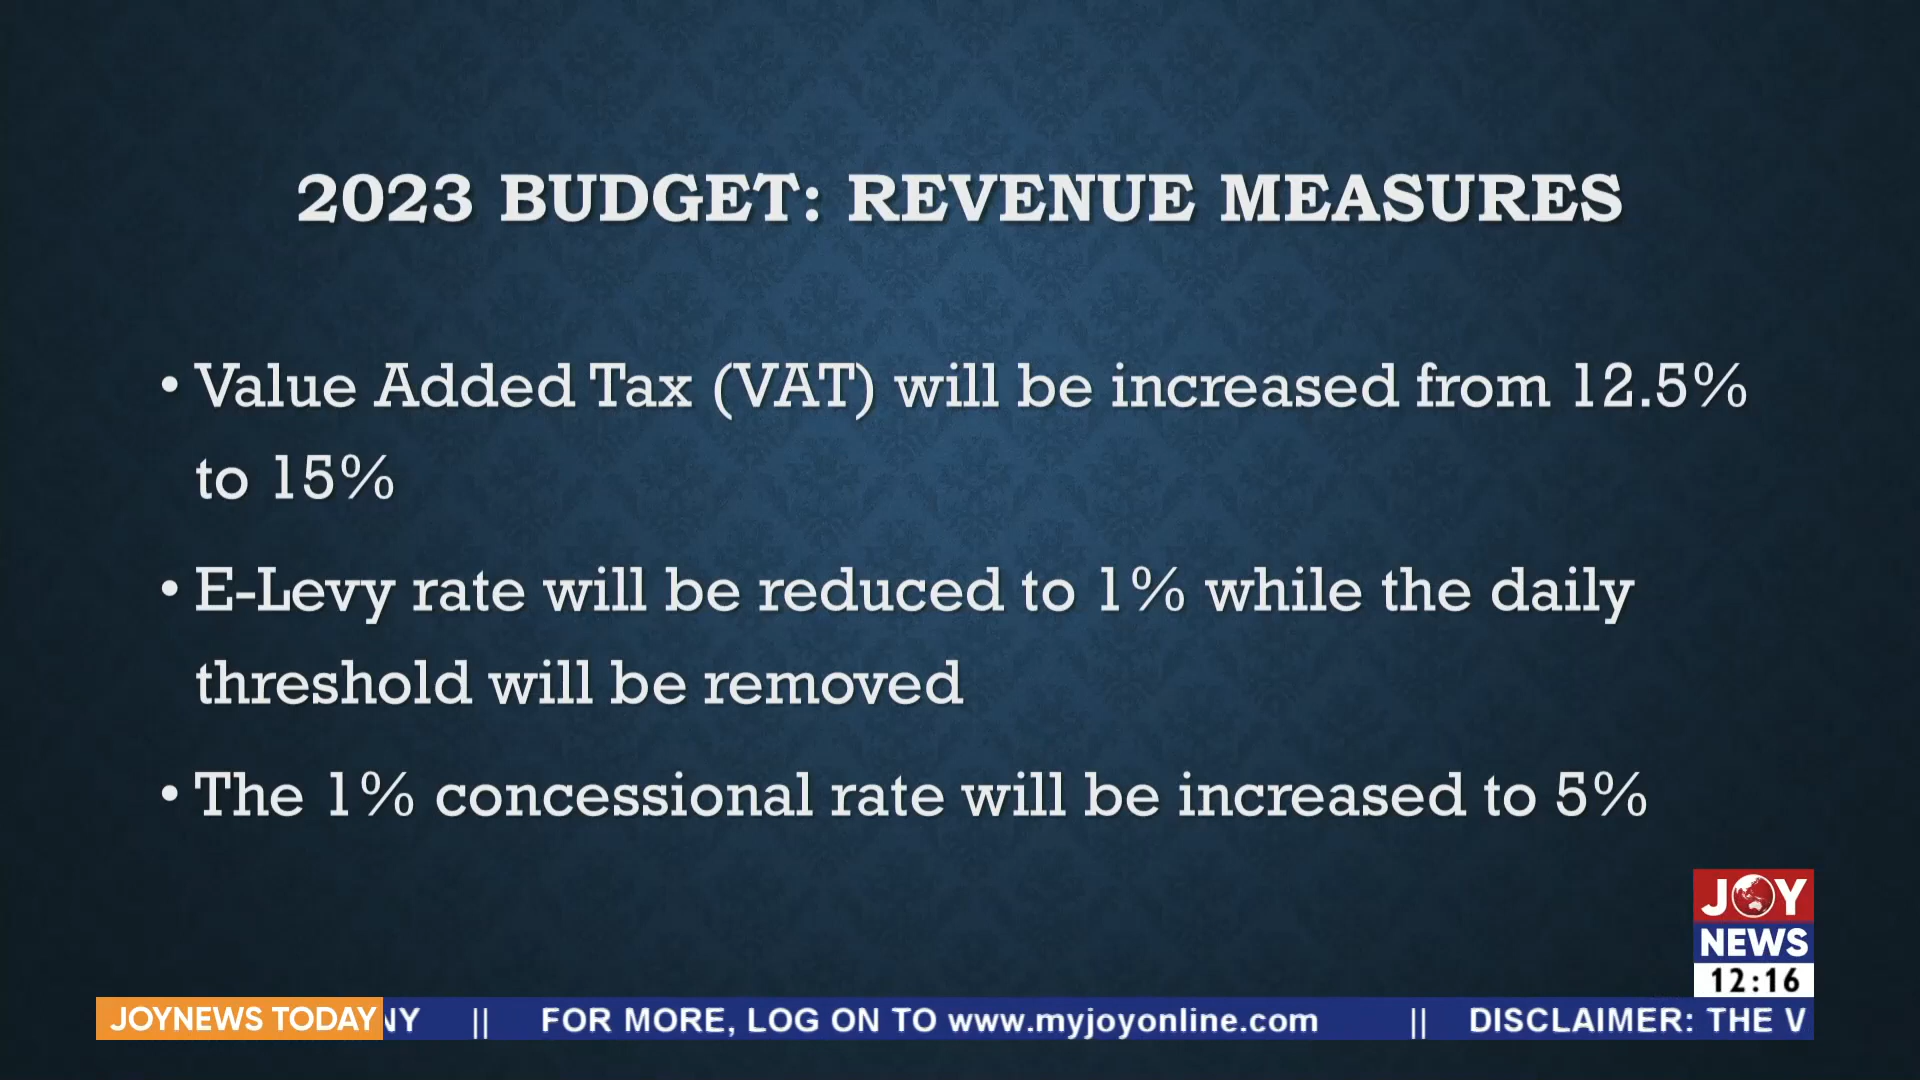 2023 BUDGET: REVENUE MEASURES
• Value Added Tax (VAT) will be increased from 12.5%
to 15%
• E-Levy rate will be reduced to 1% while the daily
threshold will be removed
• The 1% concessional rate will be increased to 5%
JOY
NEWS
12:16
JOYNEWS TODAY NY || FOR MORE, LOG ON TO www.myjoyonline.com || DISCLAIMER: THE V